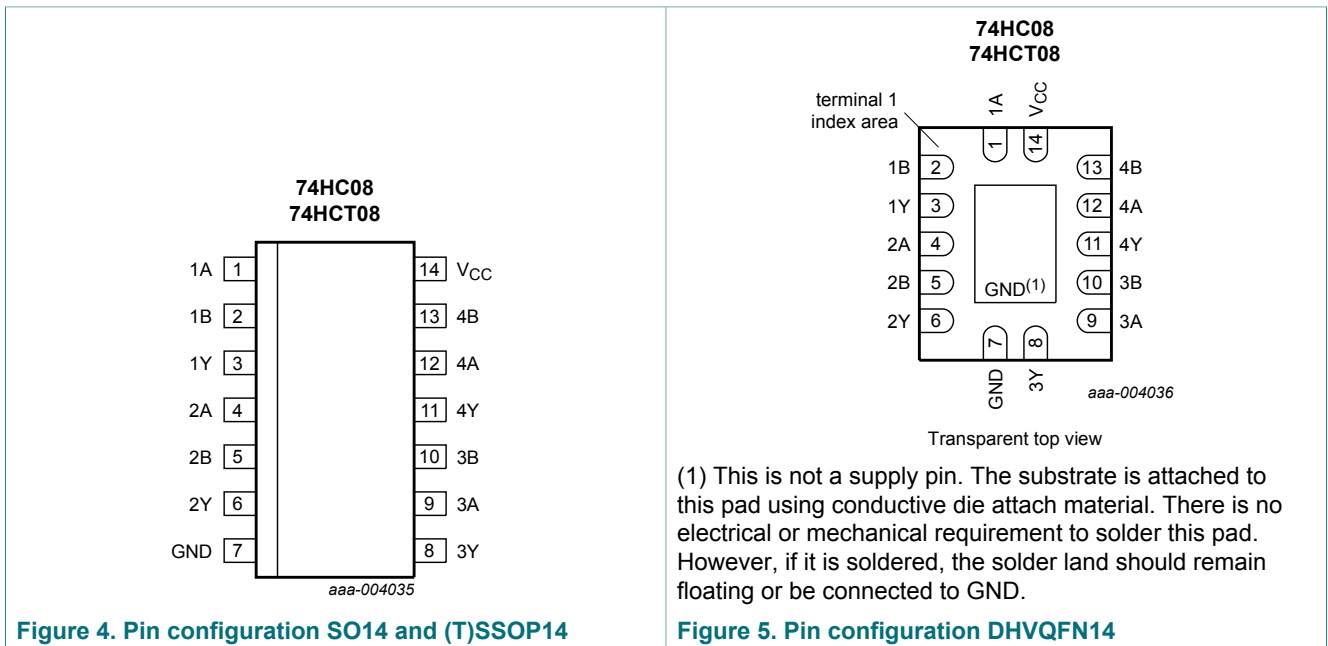 74HC08
74HCT08
1A 1 14 VCC
1B 2 13 4B
1Y 3 12 4A
2A 4 11 4Y
2B 5 10 3B
2Y 6 9 3A
GND 7 8 3Y
aaa-004035
Figure 4. Pin configuration SO14 and (T)SSOP14
74HC08
74HCT08
terminal 1
index area
1A VCC
1 14
1B 2 13 4B
1Y 3 12 4A
2A 4 11 4Y
2B 5 10 3B
GND(1)
2Y 6 9 3A
7 8
GND 3Y
aaa-004036
Transparent top view
(1) This is not a supply pin. The substrate is attached to
this pad using conductive die attach material. There is no
electrical or mechanical requirement to solder this pad.
However, if it is soldered, the solder land should remain
floating or be connected to GND.
Figure 5. Pin configuration DHVQFN14